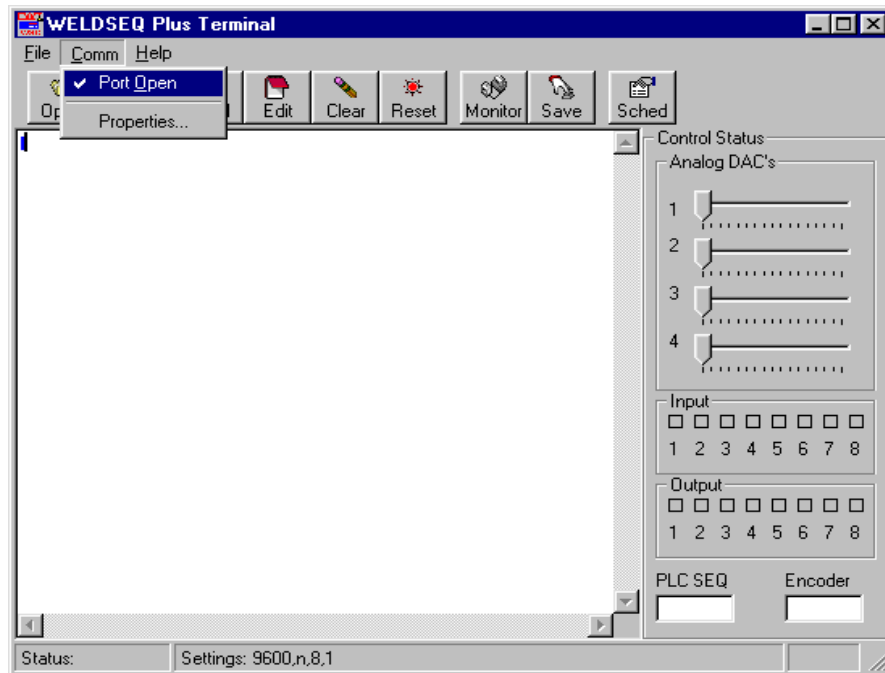 WELDSEQ Plus Terminal
File Comm Help
Port Open
Properties...
Edit Clear Reset Monitor Save Sched
Control Status
Analog DAC's
1
2
3
4
Input
1 2 3 4 5 6 7 8
Output
1 2 3 4 5 6 7 8
PLC SEQ Encoder
Status: Settings: 9600,n,8,1